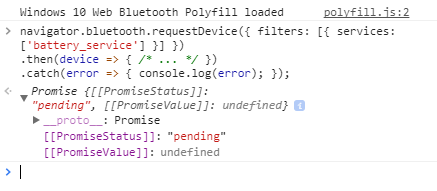 Windows 10 Web Bluetooth Polyfill loaded polyfill.js:2
> navigator.bluetooth.requestDevice({ filters: [{ services:
['battery_service'] }] })
.then(device => { /* ... */ })
.catch(error => { console.log(error); });
Promise {[[PromiseStatus]]:
"pending", [[PromiseValue]]: undefined} i
__proto__: Promise
[[PromiseStatus]]: "pending"
[[PromiseValue]]: undefined
>